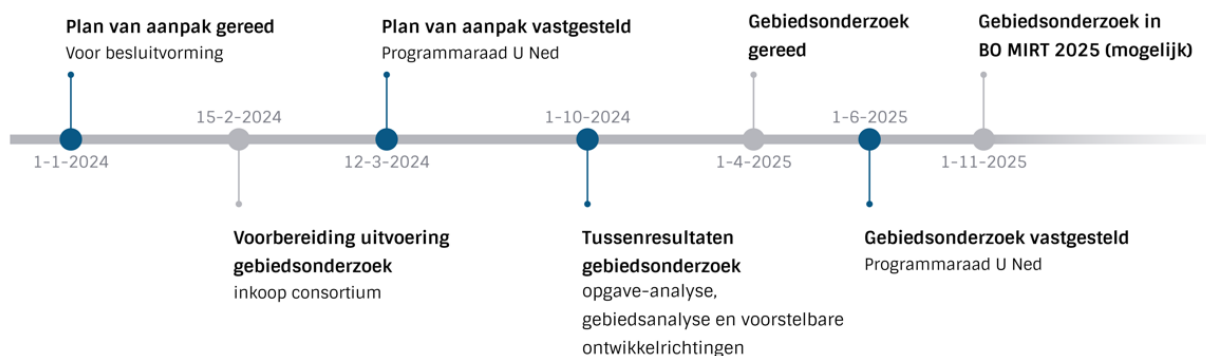 Plan van aanpak gereed
Voor besluitvorming
Plan van aanpak vastgesteld
Programmaraad U Ned
Gebiedsonderzoek
gereed
Gebiedsonderzoek in
BO MIRT 2025 (mogelijk)
15-2-2024
1-10-2024
1-6-2025
1-1-2024
12-3-2024
1-4-2025
1-11-2025
Voorbereiding uitvoering
gebiedsonderzoek
inkoop consortium
Tussenresultaten
gebiedsonderzoek
opgave-analyse,
gebiedsanalyse en voorstelbare
ontwikkelrichtingen
Gebiedsonderzoek vastgesteld
Programmaraad U Ned